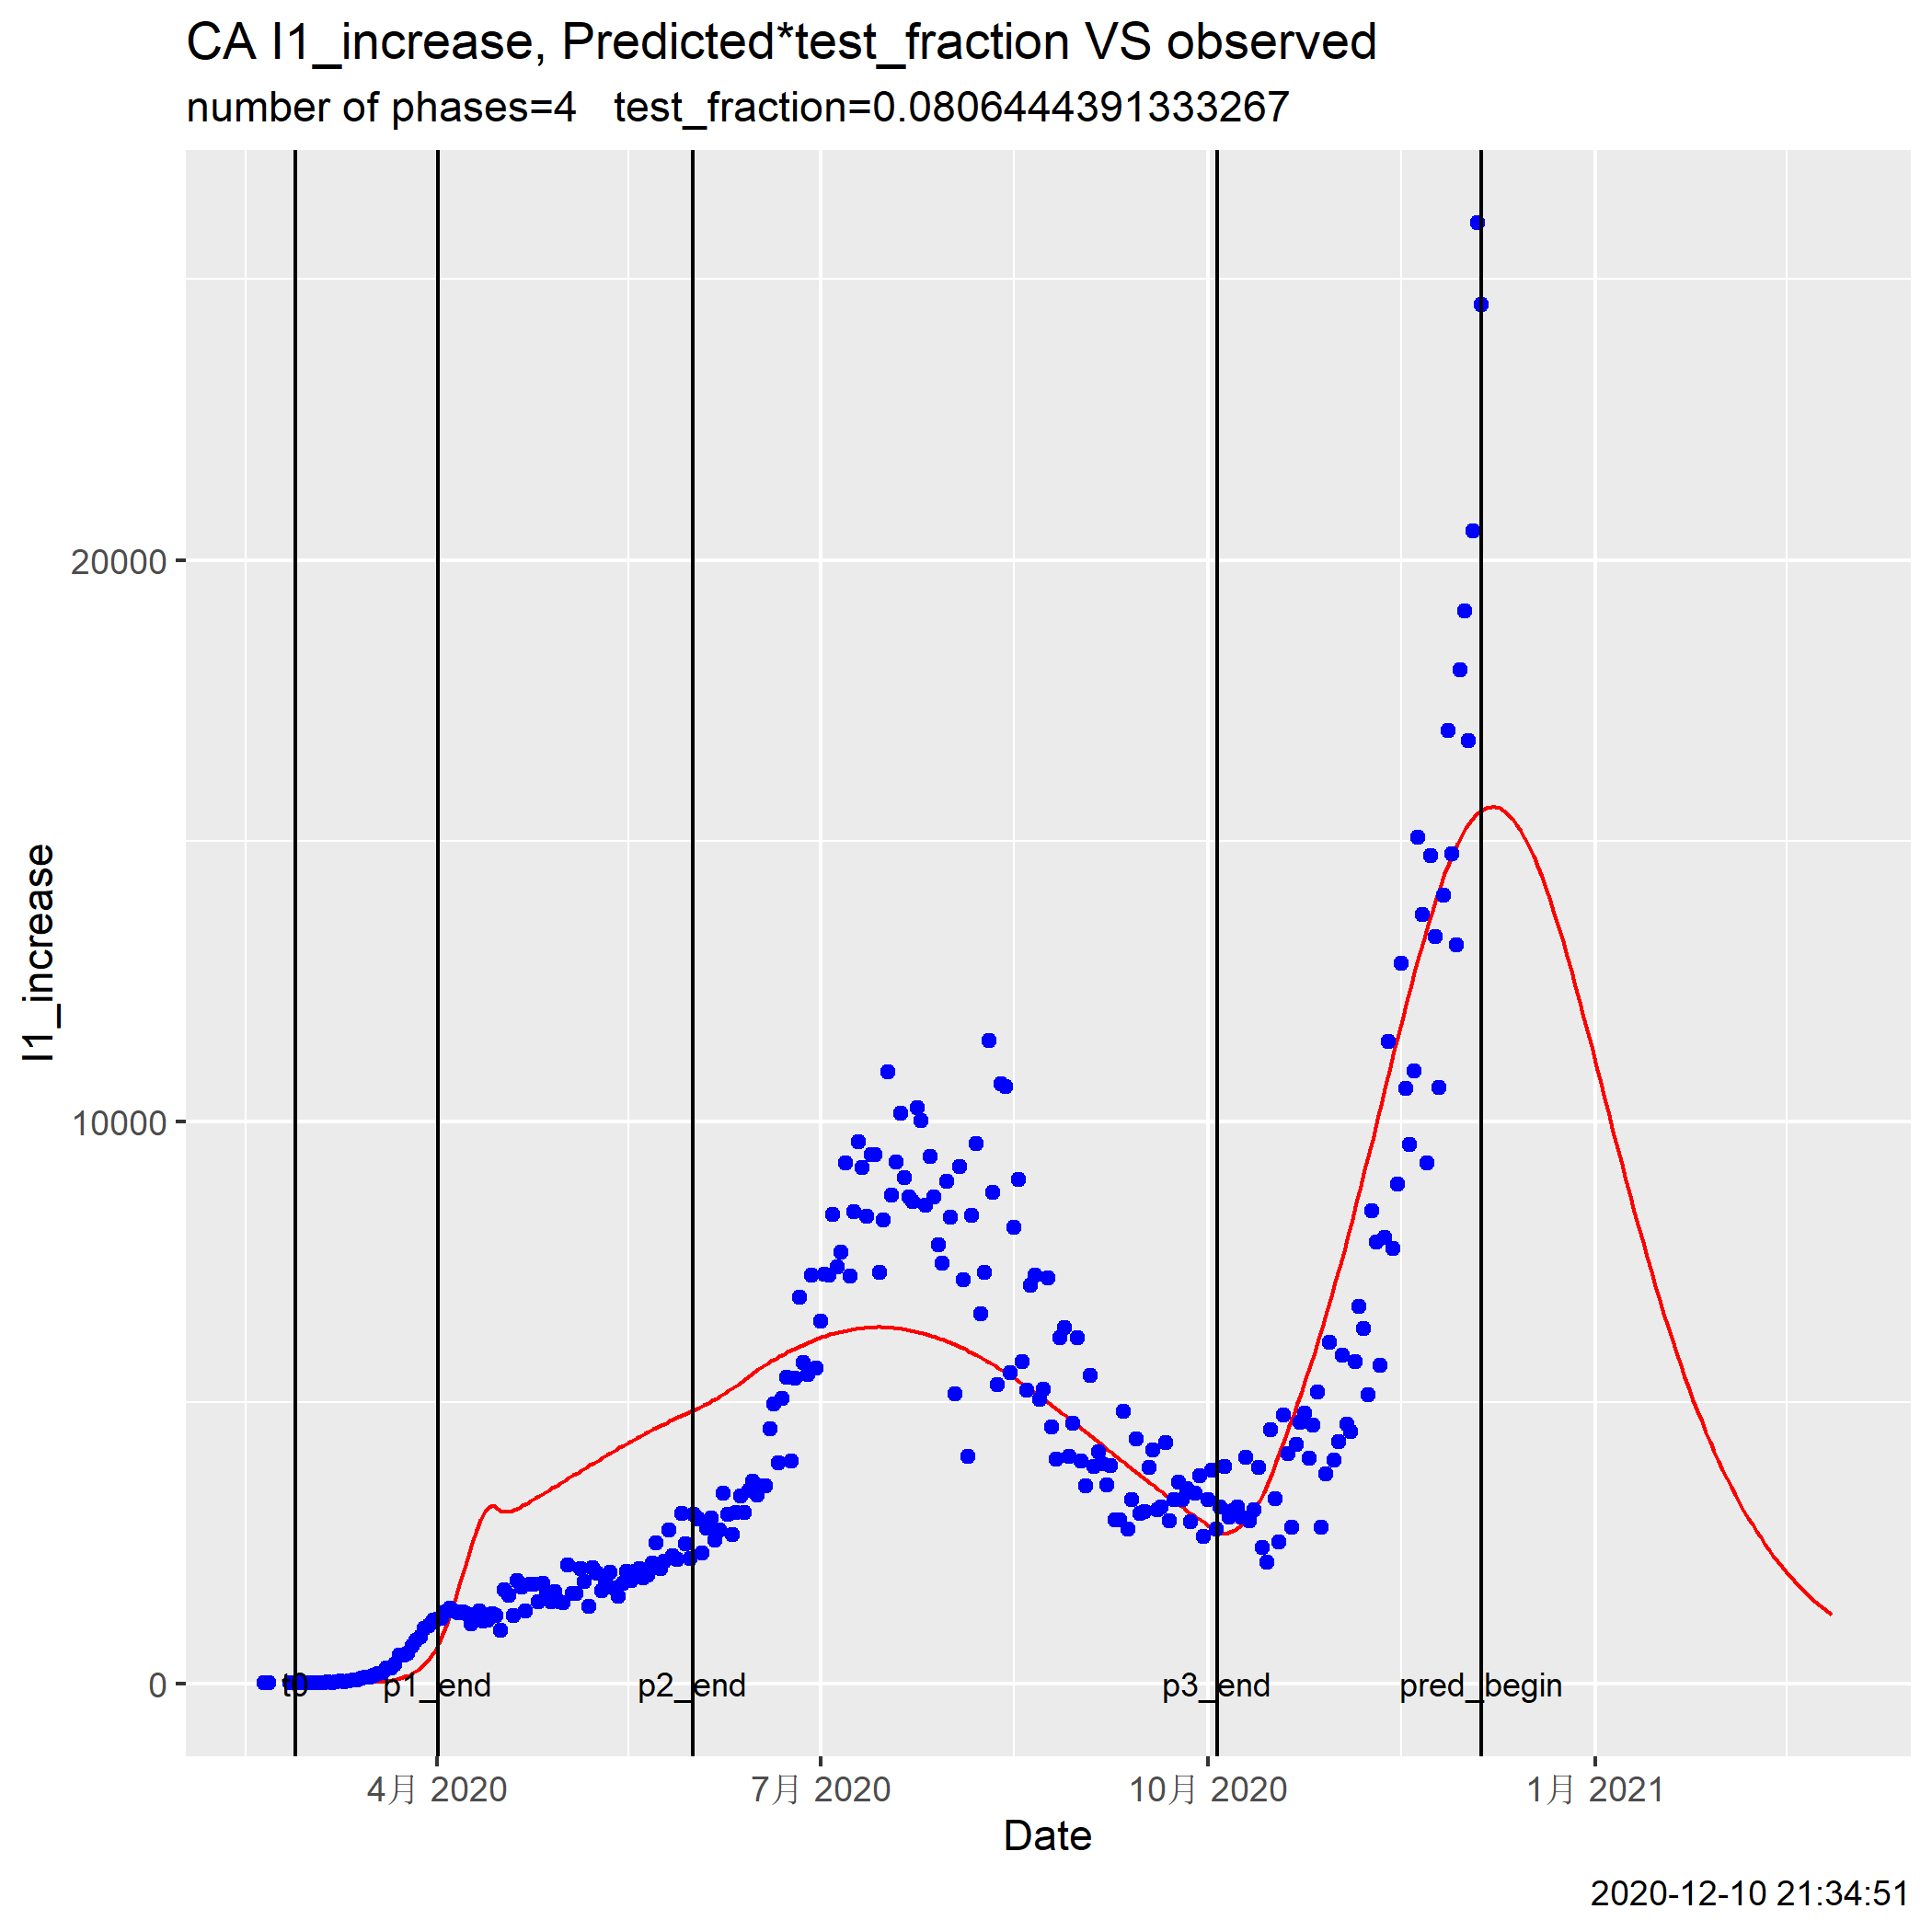 CA I1_increase, Predicted*test_fraction VS observed
number of phases=4 test_fraction=0.0806444391333267
I1_increase
20000
10000
0
t0
p1_end
p2_end
p3_end
pred_begin
4月 2020
7月 2020
10月 2020
1月 2021
Date
2020-12-10 21:34:51